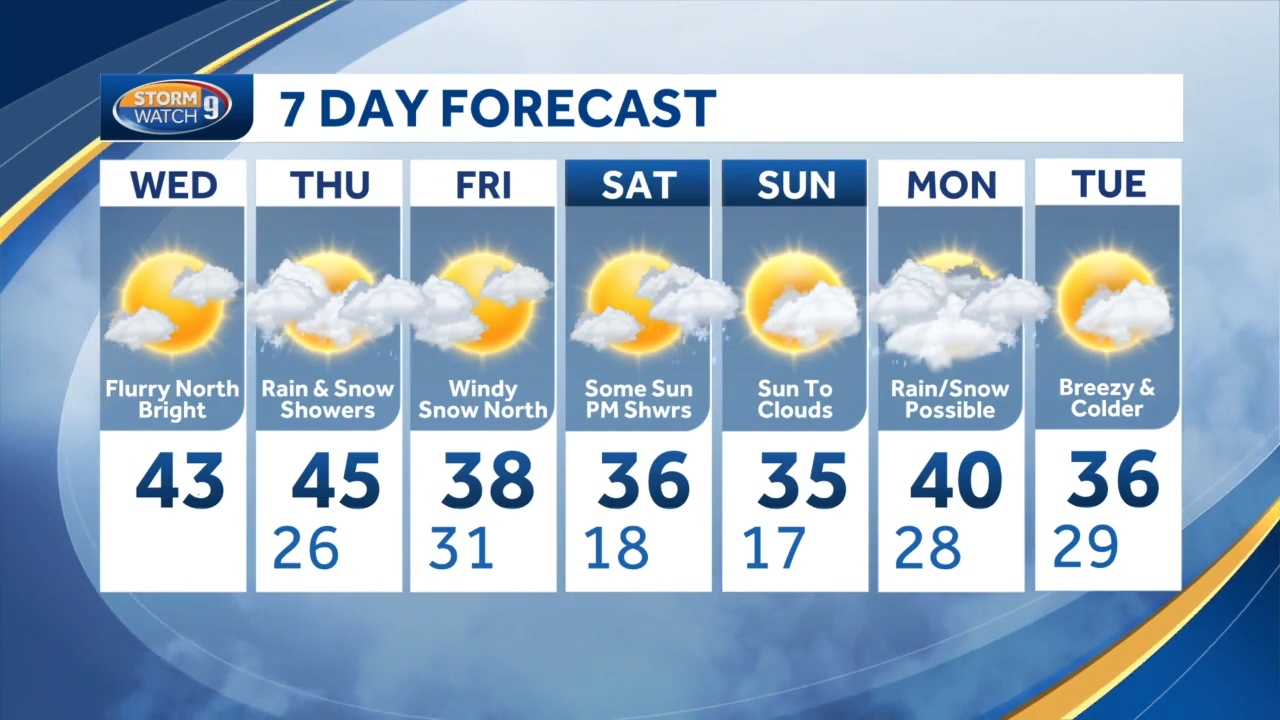 STORM
WATCH 9
7 DAY FORECAST
WED
Flurry North
Bright
43
THU
Rain & Snow
Showers
45
26
FRI
Windy
Snow North
38
31
SAT
Some Sun
PM Shwrs
36
18
SUN
Sun To
Clouds
35
17
MON
Rain/Snow
Possible
40
28
TUE
Breezy &
Colder
36
29